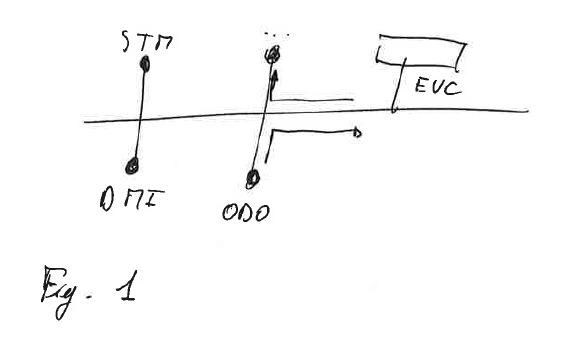 STM
...
EVC
DMI
ODO
Fig. 1